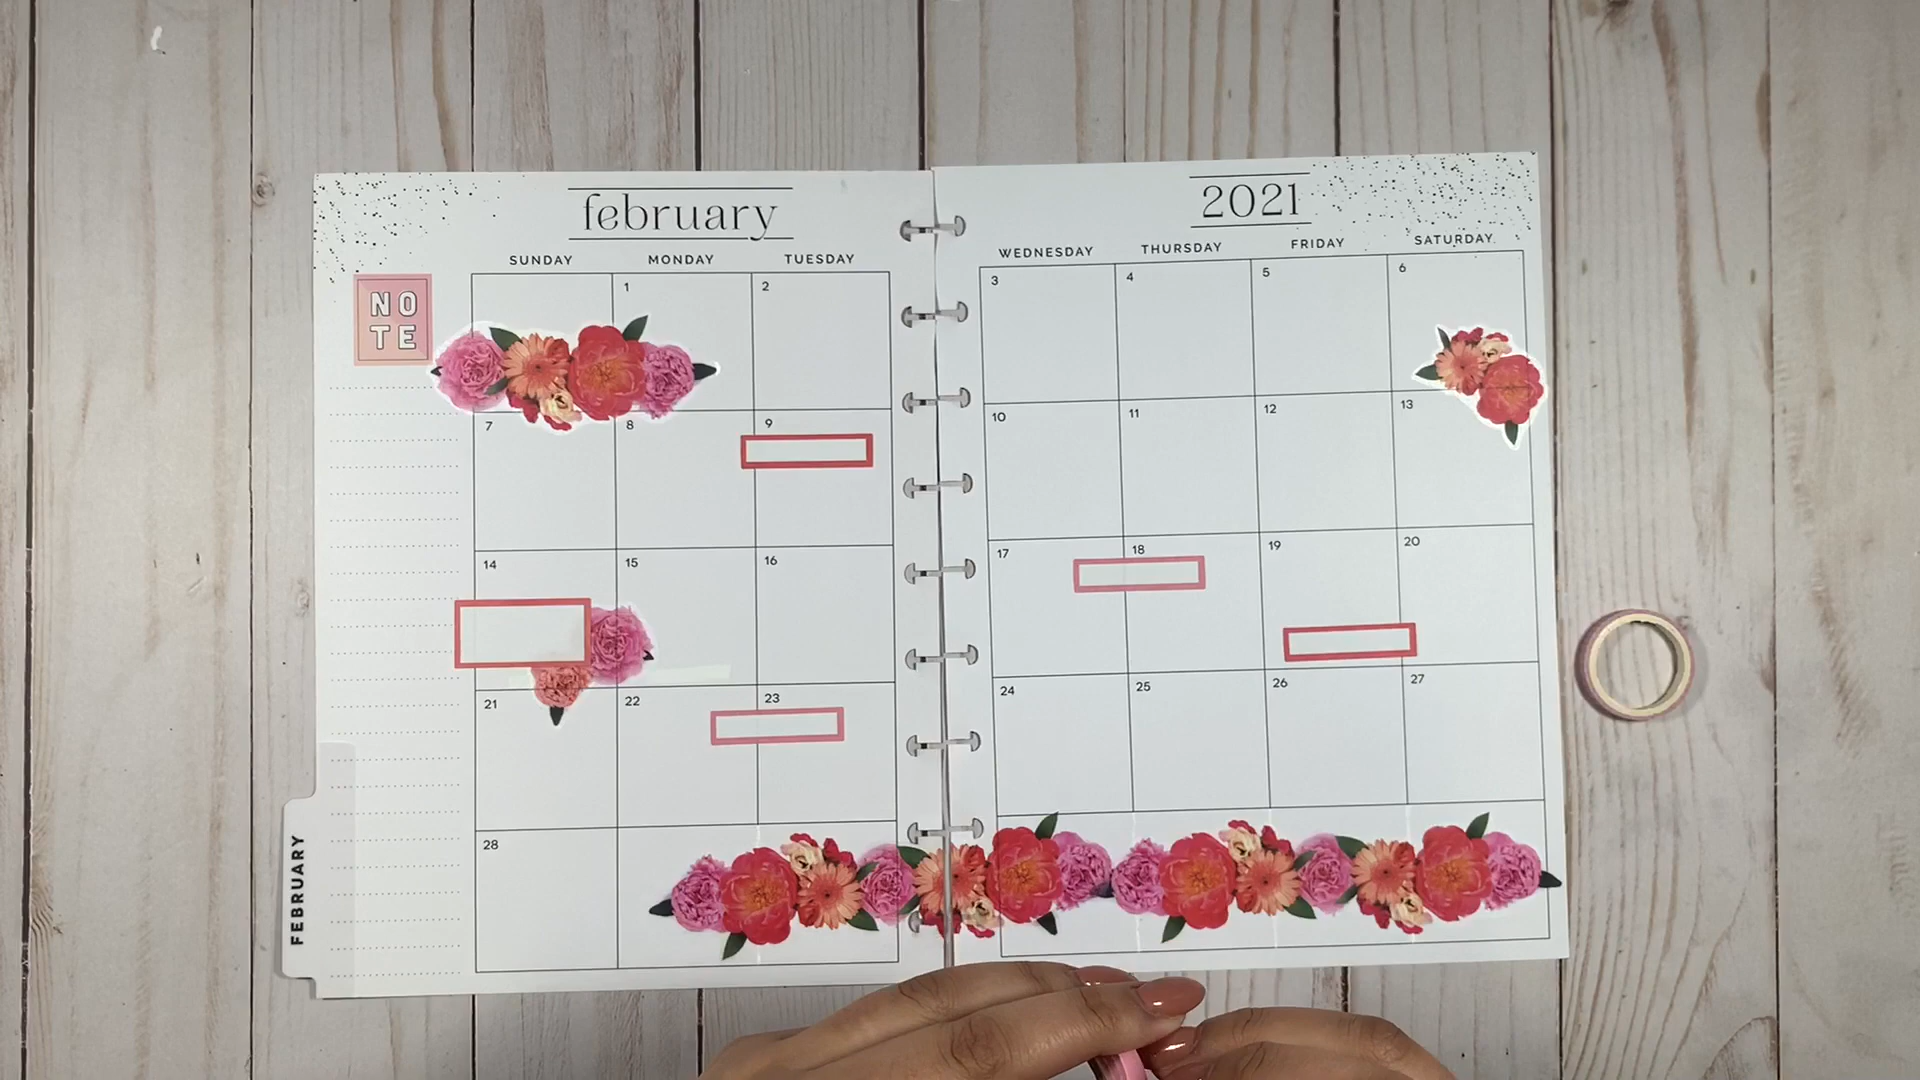 february
2021
SUNDAY MONDAY TUESDAY
WEDNESDAY THURSDAY FRIDAY SATURDAY
NO
TE
1 2
3 4 5 6
7 8 9
10 11 12 13
14 15 16
17 18 19 20
21 22 23
24 25 26 27
28
FEBRUARY